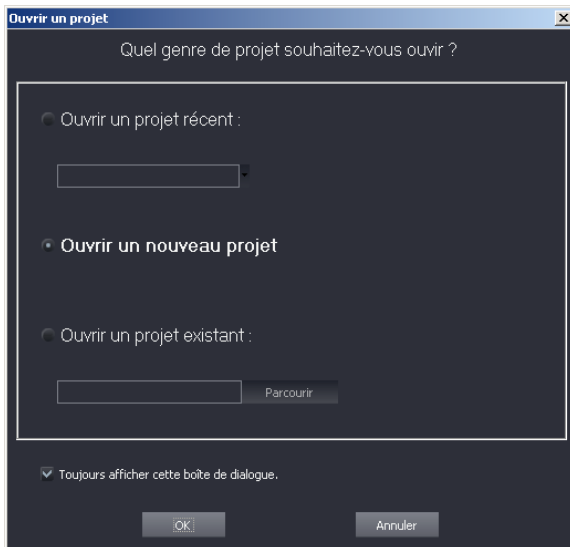 Ouvrir un projet
Quel genre de projet souhaitez-vous ouvrir ?
Ouvrir un projet récent :
Ouvrir un nouveau projet
Ouvrir un projet existant :
Parcourir
Toujours afficher cette boîte de dialogue.
OK Annuler